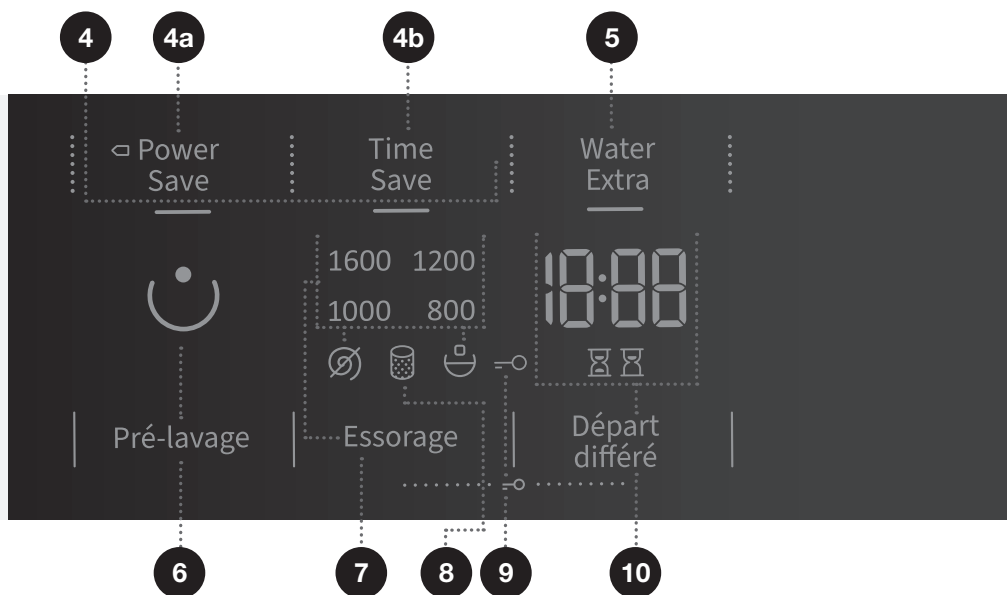 4 4a 4b 5
Power Time Water
Save Save Extra
1600 1200 18:88
1000 800
Pré-lavage Essorage Départ
différé
6 7 8 9 10